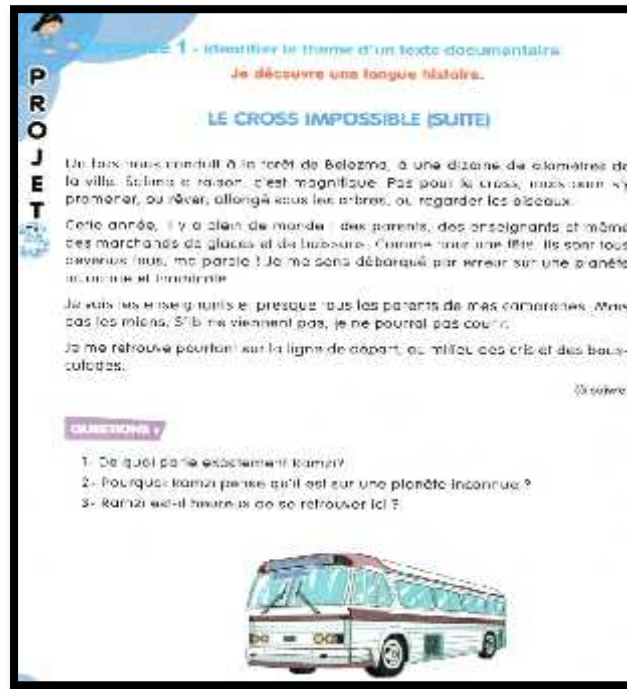 PROJET
1 - Identifier le thème d'un texte documentaire
Je découvre une longue histoire.
LE CROSS IMPOSSIBLE (SUITE)
Un bus nous conduit à la forêt de Belezma, à une dizaine de kilomètres de
la ville. Salima a raison, c'est magnifique. Pas pour le cross, mais pour s'y
promener, ou rêver, allongé sous les arbres, ou regarder les oiseaux.
Cette année, il y a plein de monde : des parents, des enseignants et même
des marchands de glaces et de boissons. Comme pour une fête. Ils sont tous
devenus fous, ma parole ! Je me sens débarqué par erreur sur une planète
inconnue et
Je vois les enseignants et presque tous les parents de mes camarades. Mais
pas les miens. S'ils ne viennent pas, je ne pourrai pas courir.
Je me retrouve pourtant sur la ligne de départ, au milieu des cris et des bous-
culades.
(à suivre)
QUESTIONS :
1- De quoi parle exactement Ramzi?
2- Pourquoi Ramzi pense qu'il est sur une planète inconnue ?
3- Ramzi est-il heureux de se retrouver ici ?